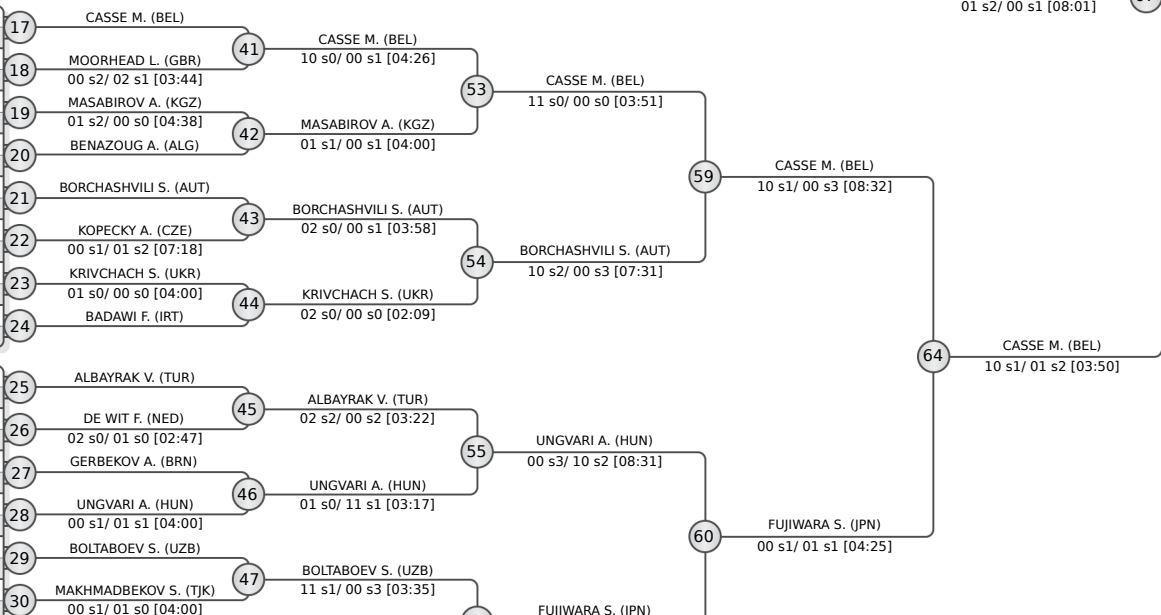 01 s2/ 00 s1 [08:01]
17
CASSE M. (BEL)
18
MOORHEAD L. (GBR)
00 s2/ 02 s1 [03:44]
41
CASSE M. (BEL)
10 s0/ 00 s1 [04:26]
19
MASABIROV A. (KGZ)
01 s2/ 00 s0 [04:38]
20
BENAZOUG A. (ALG)
42
MASABIROV A. (KGZ)
01 s1/ 00 s1 [04:00]
53
CASSE M. (BEL)
11 s0/ 00 s0 [03:51]
21
BORCHASHVILI S. (AUT)
22
KOPECKY A. (CZE)
00 s1/ 01 s2 [07:18]
43
BORCHASHVILI S. (AUT)
02 s0/ 00 s1 [03:58]
23
KRIVCHACH S. (UKR)
01 s0/ 00 s0 [04:00]
24
BADAWI F. (IRT)
44
KRIVCHACH S. (UKR)
02 s0/ 00 s0 [02:09]
54
BORCHASHVILI S. (AUT)
10 s2/ 00 s3 [07:31]
59
CASSE M. (BEL)
10 s1/ 00 s3 [08:32]
25
ALBAYRAK V. (TUR)
26
DE WIT F. (NED)
02 s0/ 01 s0 [02:47]
45
ALBAYRAK V. (TUR)
02 s2/ 00 s2 [03:22]
27
GERBEKOV A. (BRN)
28
UNGVARI A. (HUN)
00 s1/ 01 s1 [04:00]
46
UNGVARI A. (HUN)
01 s0/ 11 s1 [03:17]
55
UNGVARI A. (HUN)
00 s3/ 10 s2 [08:31]
29
BOLTABOEV S. (UZB)
30
MAKHMADBEKOV S. (TJK)
00 s1/ 01 s0 [04:00]
47
BOLTABOEV S. (UZB)
11 s1/ 00 s3 [03:35]
FUJIWARA S. (JPN)
60
FUJIWARA S. (JPN)
00 s1/ 01 s1 [04:25]
64
CASSE M. (BEL)
10 s1/ 01 s2 [03:50]